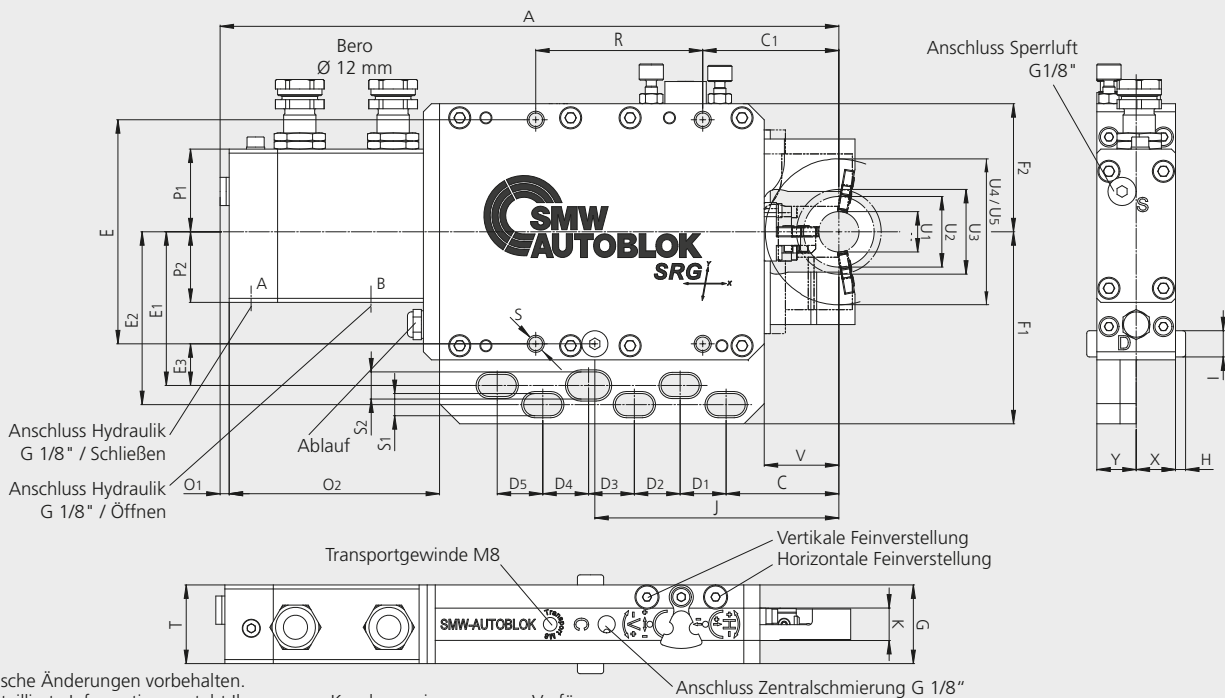 A
Bero
Ø 12 mm
R
C1
Anschluss Sperrluft
G1/8"
P1
P2
E
E1
E2
E3
A
B
SMW
AUTOBLOK
SRG
Y
X
S
U1
U2
U3
U4 / U5
F2
F1
S
D
I
Anschluss Hydraulik
G 1/8" / Schließen
Anschluss Hydraulik
G 1/8" / Öffnen
Ablauf
S2
S1
O1
O2
D5
D4
D3
D2
D1
C
V
J
Y
X
H
Transportgewinde M8
Vertikale Feinverstellung
Horizontale Feinverstellung
T
SMW-AUTOBLOK
Transport
M8
C
- V +
+ H -
K
G
Anschluss Zentralschmierung G 1/8“
sche Änderungen vorbehalten.